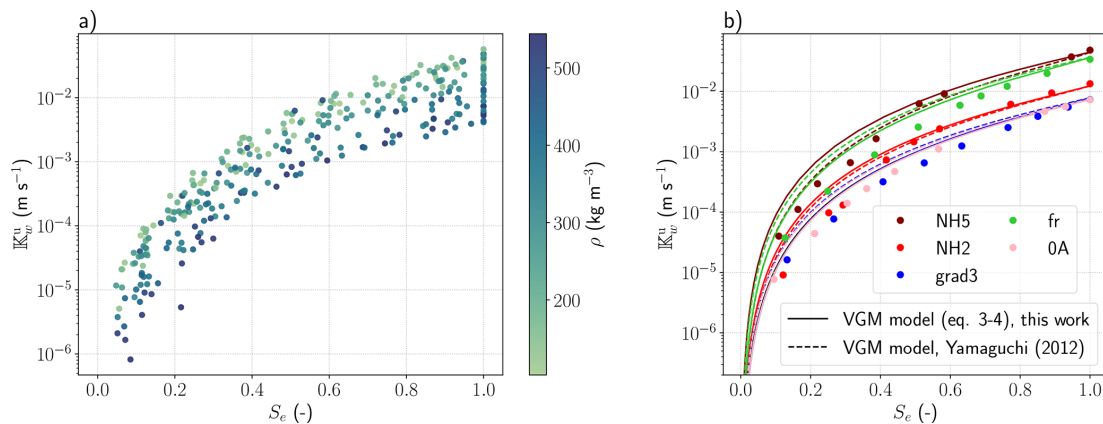 a)
10⁻²
10⁻³
10⁻⁴
10⁻⁵
10⁻⁶
𝕂ᵘ_w (m s⁻¹)
0.0 0.2 0.4 0.6 0.8 1.0
S_e (-)
500
400
300
200
ρ (kg m⁻³)
b)
10⁻²
10⁻³
10⁻⁴
10⁻⁵
10⁻⁶
𝕂ᵘ_w (m s⁻¹)
NH5 fr
NH2 0A
grad3
VGM model (eq. 3-4), this work
VGM model, Yamaguchi (2012)
0.0 0.2 0.4 0.6 0.8 1.0
S_e (-)